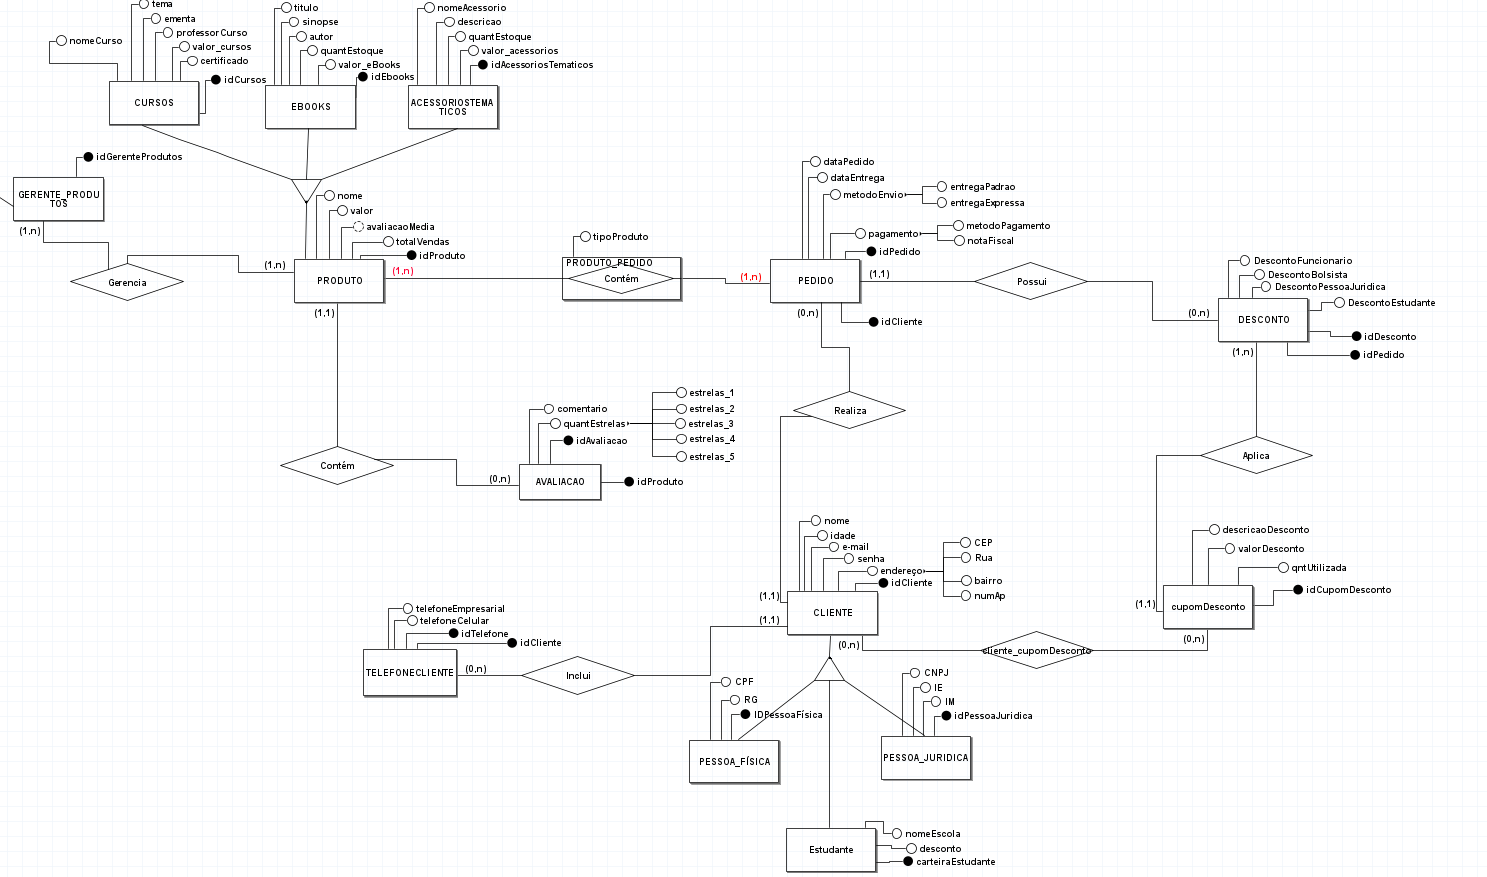 tema
ementa
professorCurso
nomeCurso
valor_cursos
certificado
idCursos
CURSOS
titulo
sinopse
autor
quantEstoque
valor_eBooks
idEbooks
EBOOKS
nomeAcessorio
descricao
quantEstoque
valor_acessorios
idAcessoriosTematicos
ACESSORIOSTEMA
TICOS
idGerenteProdutos
GERENTE_PRODU
TOS
(1,n)
Gerencia
(1,n)
nome
valor
avaliacaoMedia
totalVendas
idProduto
PRODUTO
(1,n)
(1,1)
tipoProduto
PRODUTO_PEDIDO
Contém
(1,n)
dataPedido
dataEntrega
metodoEnvio
entregaPadrao
entregaExpressa
pagamento
metodoPagamento
notaFiscal
idPedido
PEDIDO
(1,1)
(0,n)
idCliente
Possui
(0,n)
DescontoFuncionario
DescontoBolsista
DescontoPessoaJuridica
DescontoEstudante
DESCONTO
idDesconto
idPedido
(1,n)
Realiza
Aplica
comentario
quantEstrelas
idAvaliacao
estrelas_1
estrelas_2
estrelas_3
estrelas_4
estrelas_5
Contém
(0,n)
AVALIACAO
idProduto
nome
idade
e-mail
senha
endereço
idCliente
CEP
Rua
bairro
numAp
(1,1)
CLIENTE
(1,1)
(0,n)
descricaoDesconto
valorDesconto
qntUtilizada
idCupomDesconto
(1,1)
cupomDesconto
(0,n)
cliente_cupomDesconto
telefoneEmpresarial
telefoneCelular
idTelefone
idCliente
TELEFONECLIENTE
(0,n)
Inclui
CPF
RG
IDPessoaFísica
PESSOA_FÍSICA
CNPJ
IE
IM
idPessoaJuridica
PESSOA_JURIDICA
Estudante
nomeEscola
desconto
carteiraEstudante